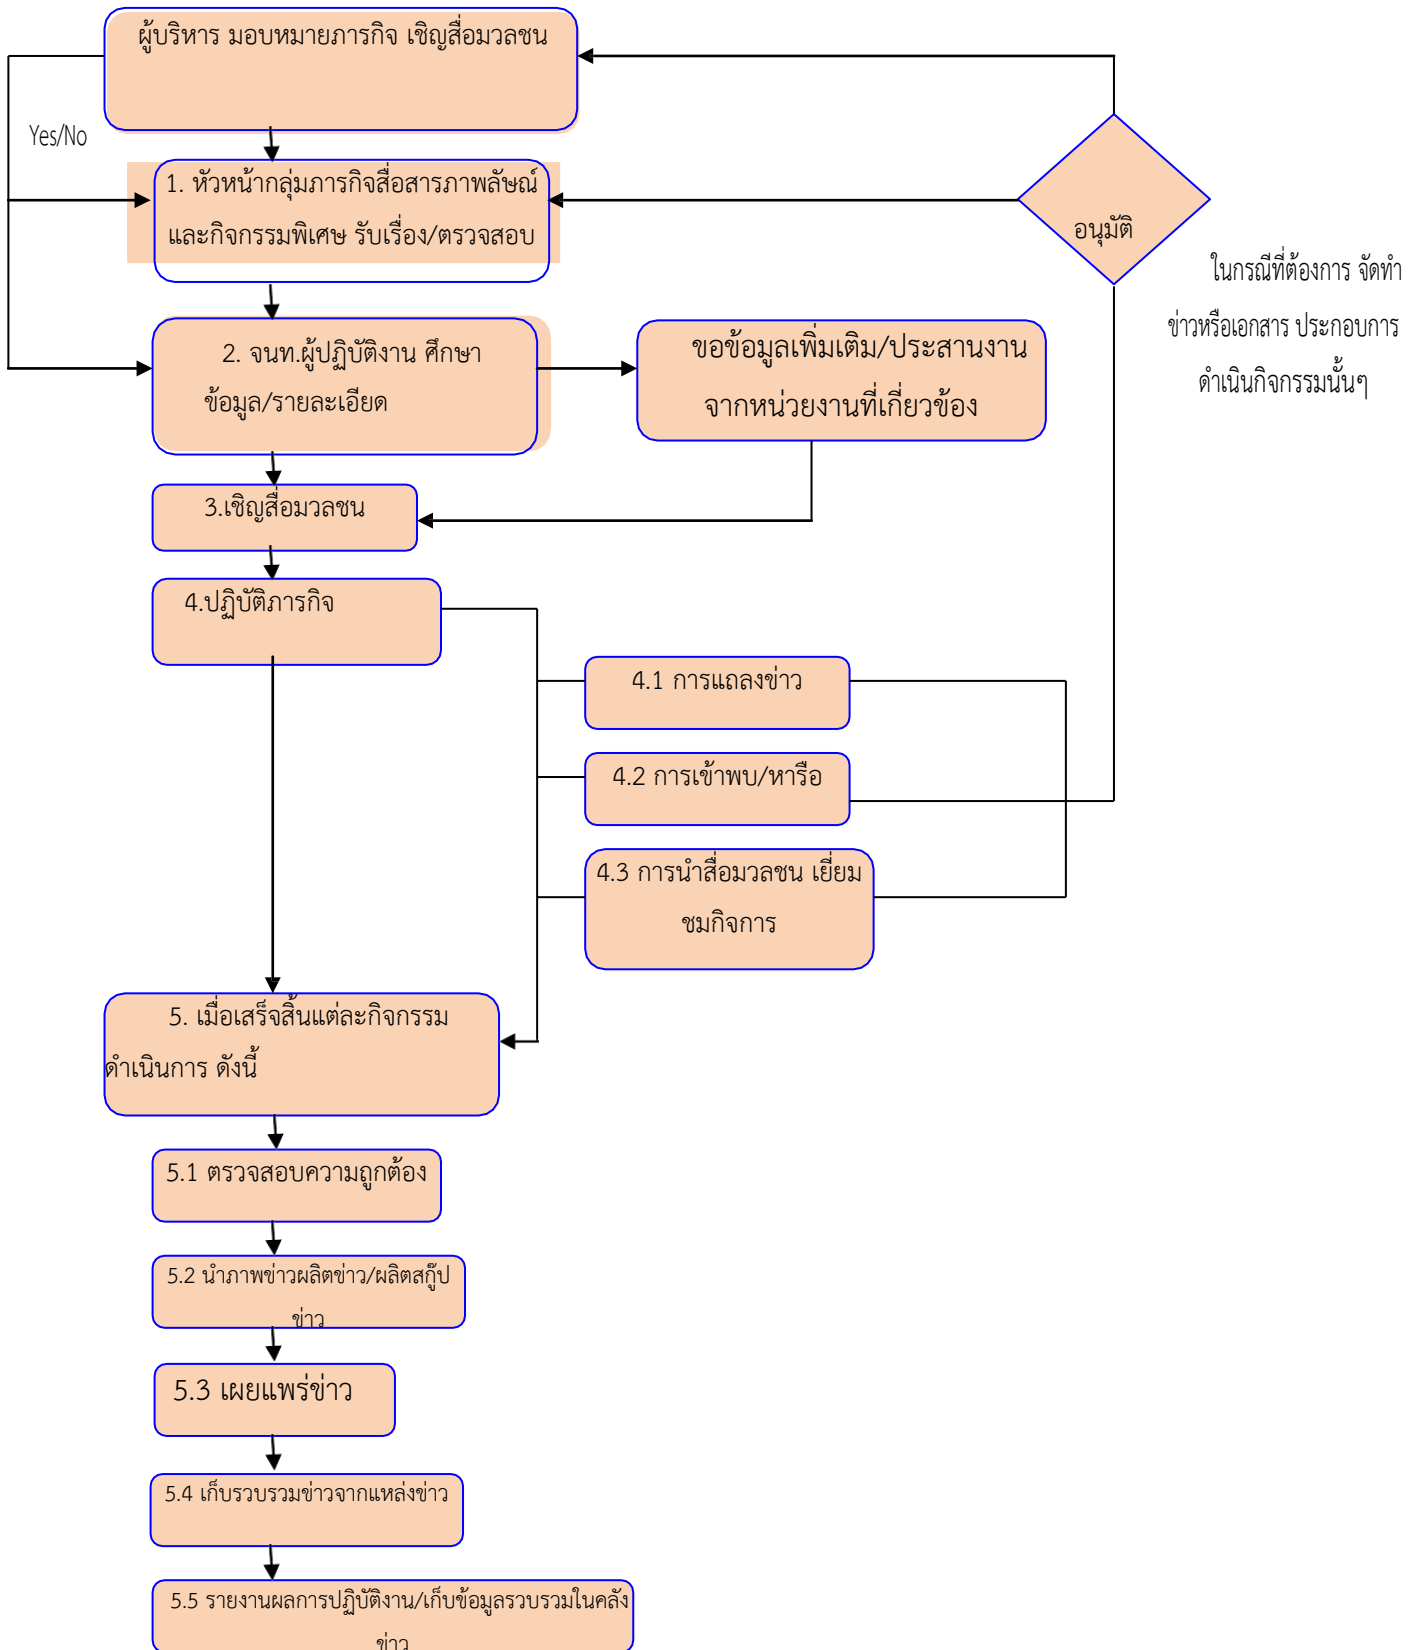 ผู้บริหาร มอบหมายภารกิจ เชิญสื่อมวลชน
Yes/No
1. หัวหน้ากลุ่มภารกิจสื่อสารภาพลัษณ์
และกิจกรรมพิเศษ รับเรื่อง/ตรวจสอบ
อนุมัติ
ในกรณีที่ต้องการ จัดทำ
ข่าวหรือเอกสาร ประกอบการ
ดำเนินกิจกรรมนั้นๆ
2. จนท.ผู้ปฏิบัติงาน ศึกษา
ข้อมูล/รายละเอียด
ขอข้อมูลเพิ่มเติม/ประสานงาน
จากหน่วยงานที่เกี่ยวข้อง
3.เชิญสื่อมวลชน
4.ปฏิบัติภารกิจ
4.1 การแถลงข่าว
4.2 การเข้าพบ/หารือ
4.3 การนำสื่อมวลชน เยี่ยม
ชมกิจการ
5. เมื่อเสร็จสิ้นแต่ละกิจกรรม
ดำเนินการ ดังนี้
5.1 ตรวจสอบความถูกต้อง
5.2 นำภาพข่าวผลิตข่าว/ผลิตสกู๊ป
ข่าว
5.3 เผยแพร่ข่าว
5.4 เก็บรวบรวมข่าวจากแหล่งข่าว
5.5 รายงานผลการปฏิบัติงาน/เก็บข้อมูลรวบรวมในคลัง
ข่าว